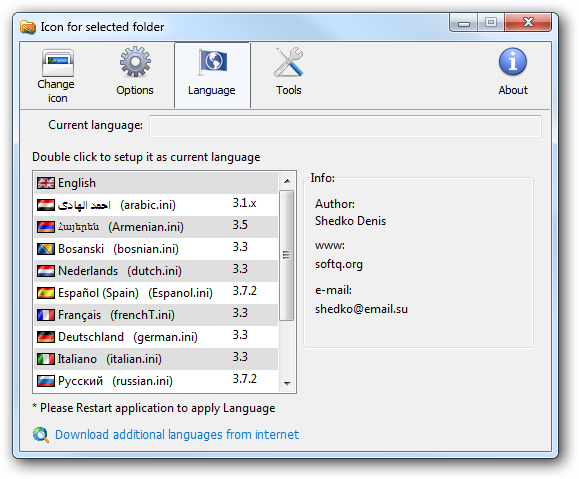 Icon for selected folder
Change
icon
Options
Language
Tools
About
Current language:
Double click to setup it as current language
English
احمد الهادى (arabic.ini) 3.1.x
Հայերեն (Armenian.ini) 3.5
Bosanski (bosnian.ini) 3.3
Nederlands (dutch.ini) 3.3
Español (Spain) (Espanol.ini) 3.7.2
Français (frenchT.ini) 3.3
Deutschland (german.ini) 3.3
Italiano (italian.ini) 3.3
Русский (russian.ini) 3.7.2
Info:
Author:
Shedko Denis
www:
softq.org
e-mail:
shedko@email.su
* Please Restart application to apply Language
Download additional languages from internet